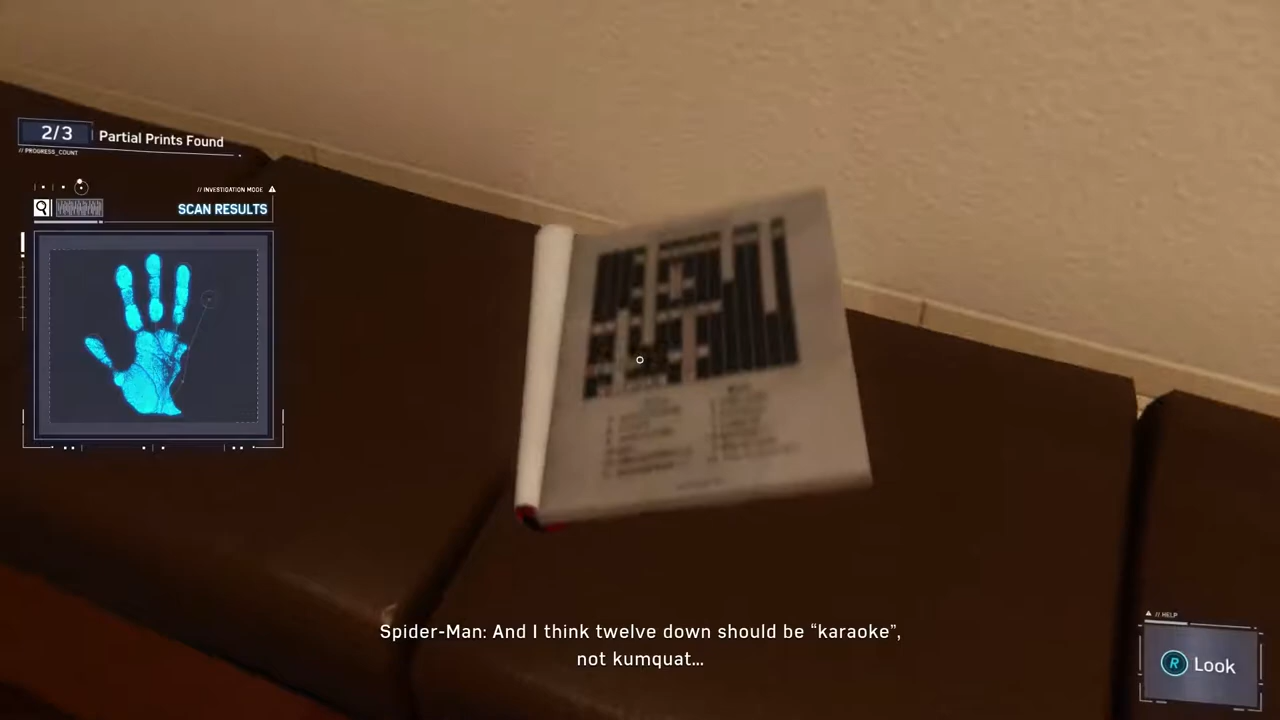 2/3 Partial Prints Found
// PROGRESS_COUNT
// INVESTIGATION MODE
SCAN RESULTS
Spider-Man: And I think twelve down should be “karaoke”,
not kumquat...
// HELP
R Look